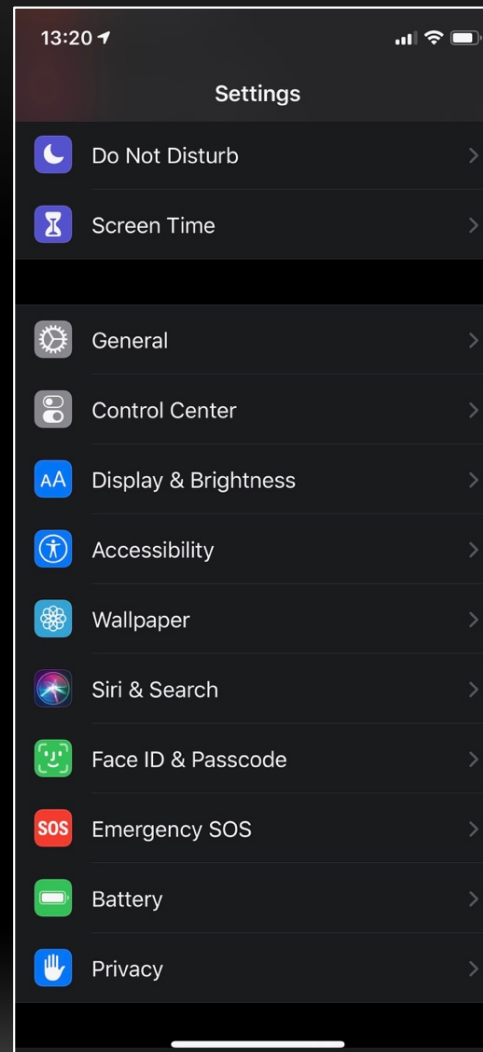 13:20
Settings
Do Not Disturb
Screen Time
General
Control Center
AA Display & Brightness
Accessibility
Wallpaper
Siri & Search
Face ID & Passcode
SOS Emergency SOS
Battery
Privacy